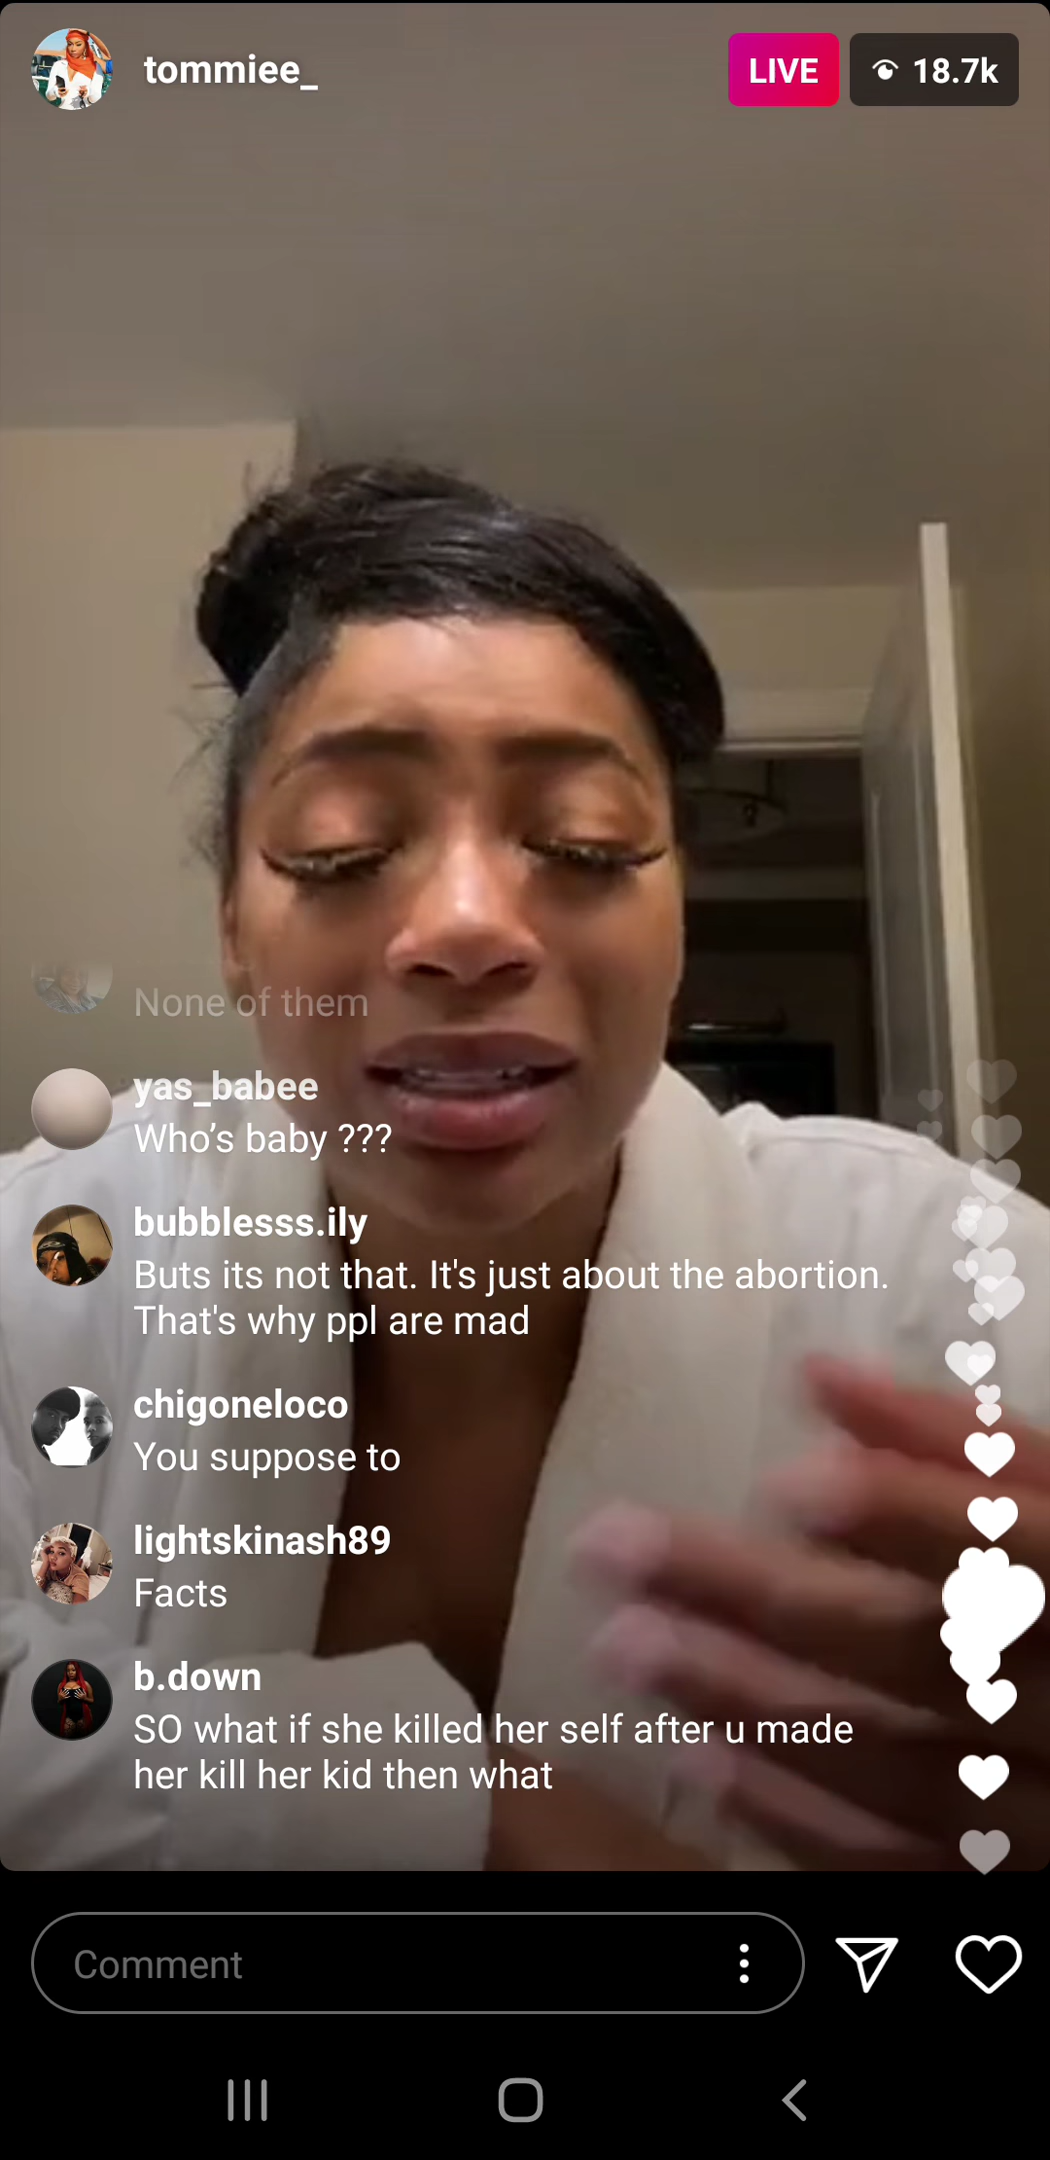 tommiee_
LIVE
18.7k
None of them
yas_babee
Who's baby ???
bubblesss.ily
Buts its not that. It's just about the abortion.
That's why ppl are mad
chigoneloco
You suppose to
lightskinash89
Facts
b.down
SO what if she killed her self after u made
her kill her kid then what
Comment